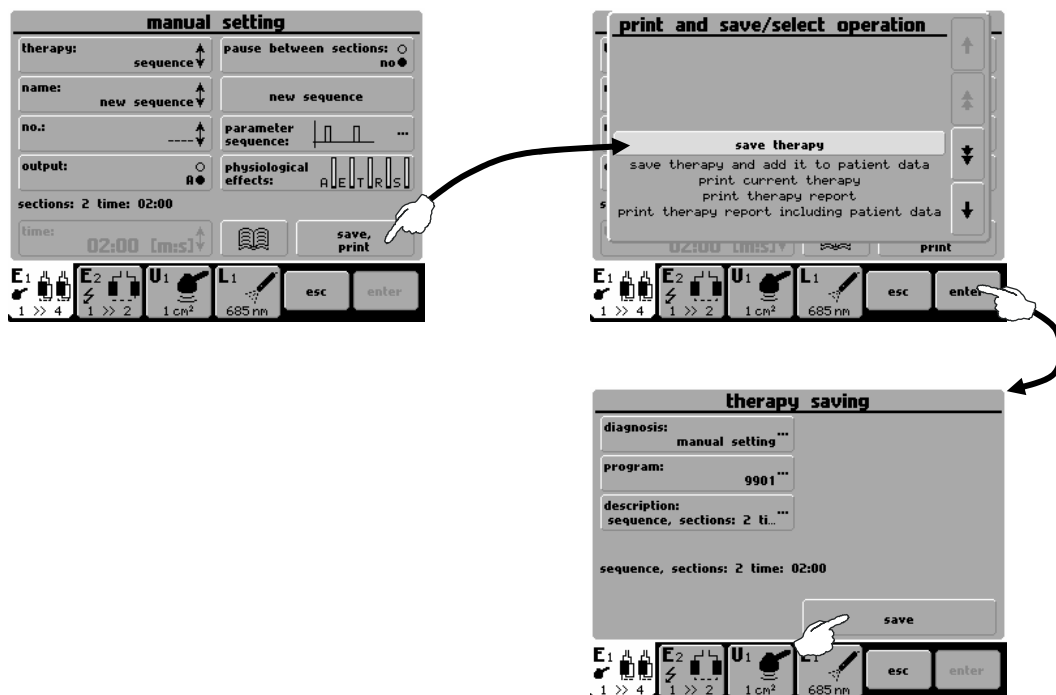 manual setting
therapy:
sequence
pause between sections:
no
name:
new sequence
new sequence
no.:
----
parameter
sequence:
...
output:
A
physiological
effects:
A E T R S
sections: 2 time: 02:00
time:
02:00 [m:s]
save,
print
E1
1 >> 4
E2
1 >> 2
U1
1 cm²
L1
685 nm
esc
enter
print and save/select operation
save therapy
save therapy and add it to patient data
print current therapy
print therapy report
print therapy report including patient data
02:00 [m:s]
print
E1
1 >> 4
E2
1 >> 2
U1
1 cm²
L1
685 nm
esc
enter
therapy saving
diagnosis:
...
manual setting
program:
...
9901
description:
...
sequence, sections: 2 ti…
sequence, sections: 2 time: 02:00
save
E1
1 >> 4
E2
1 >> 2
U1
1 cm²
L1
685 nm
esc
enter